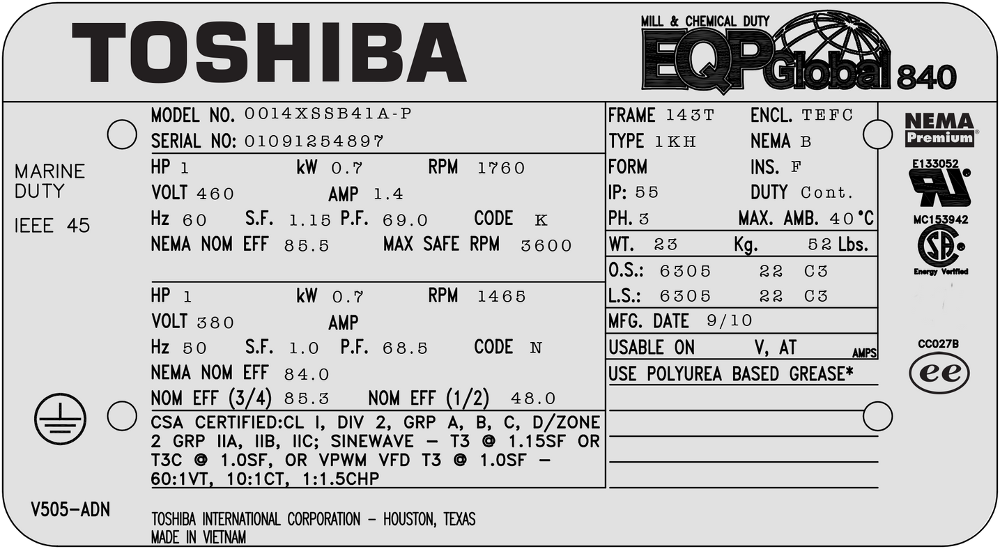 TOSHIBA
MILL & CHEMICAL DUTY
EQP Global 840
MODEL NO. 0014XSSB41A-P
SERIAL NO: 01091254897
HP 1 kW 0.7 RPM 1760
VOLT 460 AMP 1.4
Hz 60 S.F. 1.15 P.F. 69.0 CODE K
NEMA NOM EFF 85.5 MAX SAFE RPM 3600
HP 1 kW 0.7 RPM 1465
VOLT 380 AMP
Hz 50 S.F. 1.0 P.F. 68.5 CODE N
NEMA NOM EFF 84.0
NOM EFF (3/4) 85.3 NOM EFF (1/2) 48.0
CSA CERTIFIED:CL I, DIV 2, GRP A, B, C, D/ZONE
2 GRP IIA, IIB, IIC; SINEWAVE – T3 @ 1.15SF OR
T3C @ 1.0SF, OR VPWM VFD T3 @ 1.0SF –
60:1VT, 10:1CT, 1:1.5CHP
FRAME 143T ENCL. TEFC
TYPE 1KH NEMA B
FORM INS. F
IP: 55 DUTY Cont.
PH. 3 MAX. AMB. 40°C
WT. 23 Kg. 52 Lbs.
O.S.: 6305 22 C3
L.S.: 6305 22 C3
MFG. DATE 9/10
USABLE ON V, AT AMPS
USE POLYUREA BASED GREASE*
MARINE
DUTY
IEEE 45
NEMA
Premium®
E133052
RU®
MC153942
SA®
Energy Verified
CC027B
ee
V505-ADN
TOSHIBA INTERNATIONAL CORPORATION – HOUSTON, TEXAS
MADE IN VIETNAM